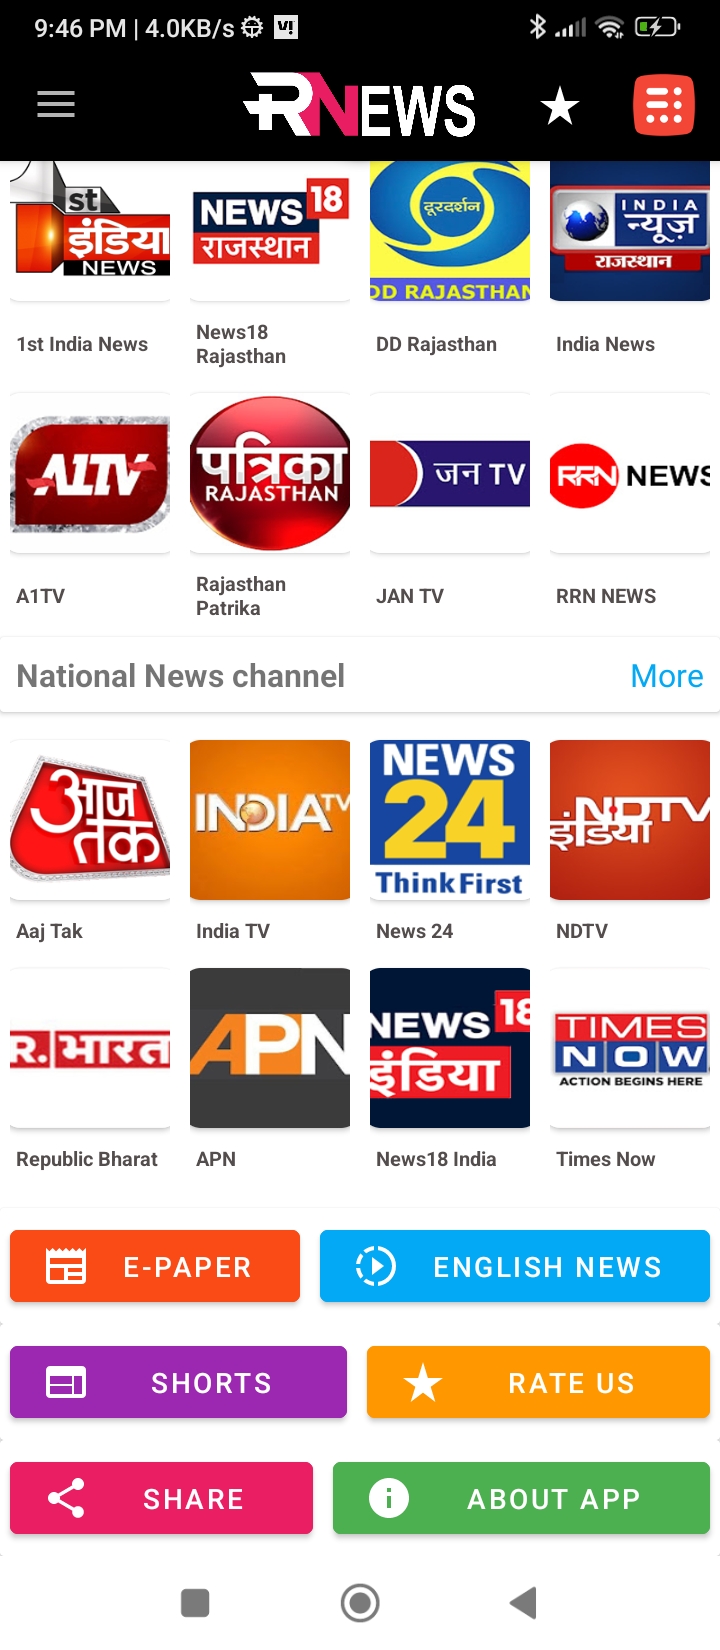 9:46 PM | 4.0KB/s
RNEWS
st
इंडिया
NEWS
NEWS 18
राजस्थान
दूरदर्शन
DD RAJASTHAN
INDIA
न्यूज़
राजस्थान
1st India News
News18
Rajasthan
DD Rajasthan
India News
A1TV
पत्रिका
RAJASTHAN
जन TV
RRN NEWS
A1TV
Rajasthan
Patrika
JAN TV
RRN NEWS
National News channel
More
आज
तक
INDIA TV
NEWS
24
Think First
NDTV
इंडिया
Aaj Tak
India TV
News 24
NDTV
R.भारत
APN
NEWS 18
इंडिया
TIMES
NOW
ACTION BEGINS HERE
Republic Bharat
APN
News18 India
Times Now
E-PAPER
ENGLISH NEWS
SHORTS
RATE US
SHARE
ABOUT APP